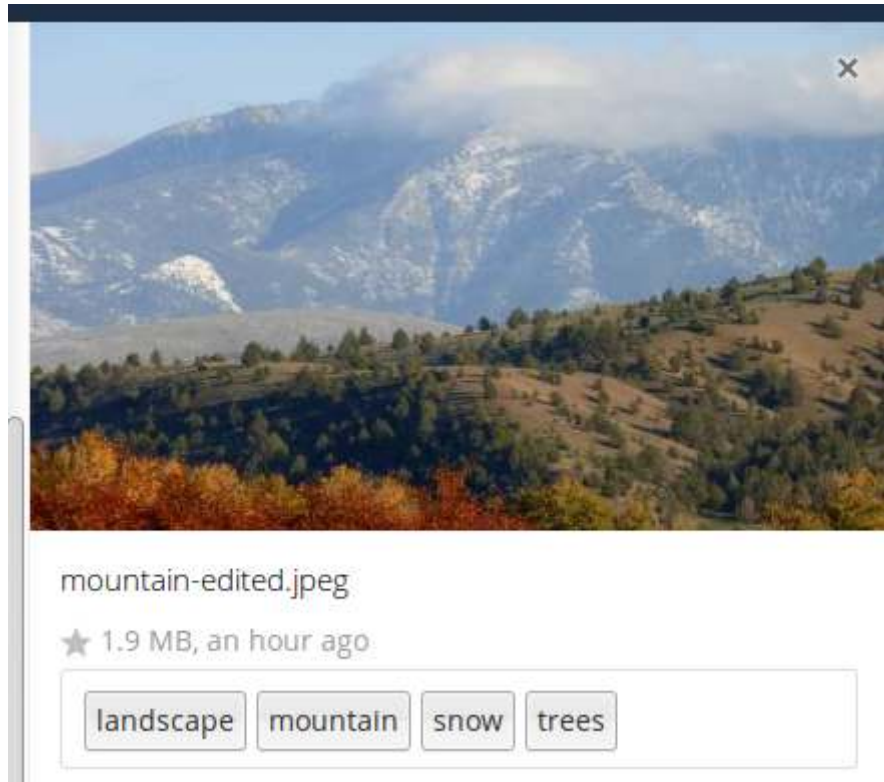 mountain-edited.jpeg
1.9 MB, an hour ago
landscape mountain snow trees